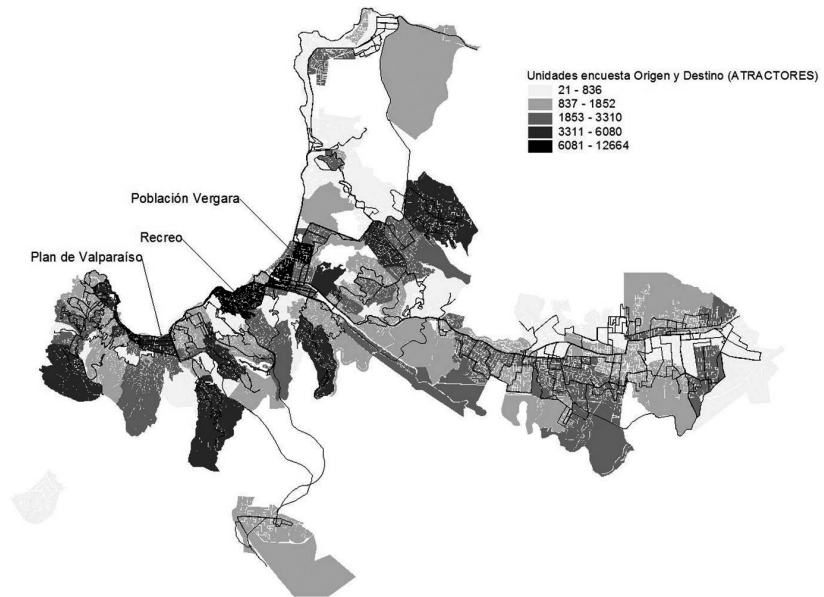 Unidades encuesta Origen y Destino (ATRACTORES)
21 - 836
837 - 1852
1853 - 3310
3311 - 6080
6081 - 12664
Población Vergara
Recreo
Plan de Valparaíso